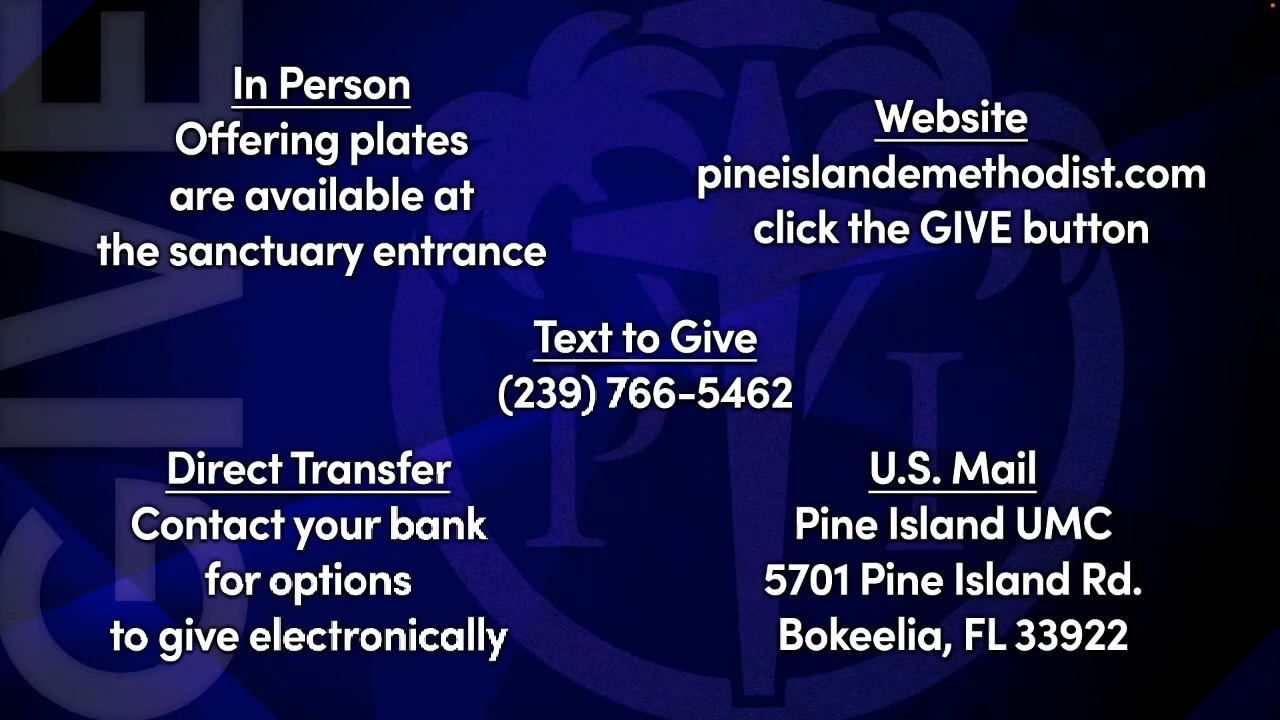 GIVE
In Person
Offering plates
are available at
the sanctuary entrance
Website
pineislandemethodist.com
click the GIVE button
Text to Give
(239) 766-5462
Direct Transfer
Contact your bank
for options
to give electronically
U.S. Mail
Pine Island UMC
5701 Pine Island Rd.
Bokeelia, FL 33922
P I